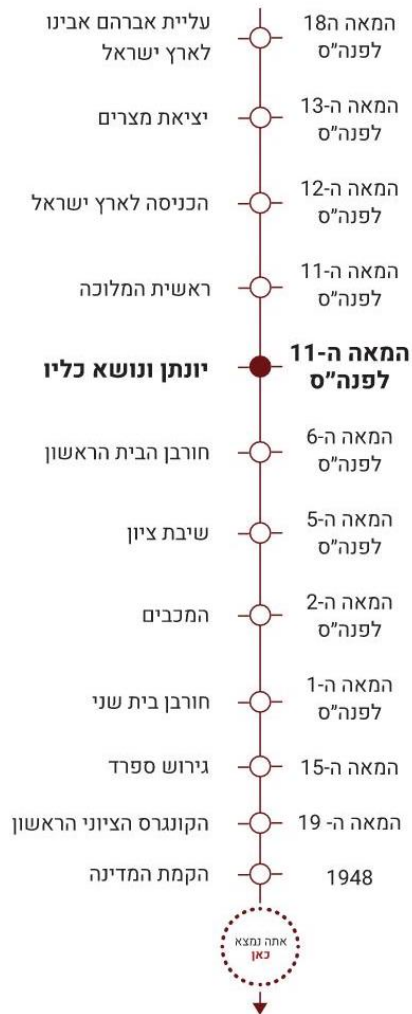 המאה ה18
לפנה״ס
עליית אברהם אבינו
לארץ ישראל
המאה ה-13
לפנה״ס
יציאת מצרים
המאה ה-12
לפנה״ס
הכניסה לארץ ישראל
המאה ה-11
לפנה״ס
ראשית המלוכה
המאה ה-11
לפנה״ס
יונתן ונושא כליו
המאה ה-6
לפנה״ס
חורבן הבית הראשון
המאה ה-5
לפנה״ס
שיבת ציון
המאה ה-2
לפנה״ס
המכבים
המאה ה-1
לפנה״ס
חורבן בית שני
המאה ה-15
גירוש ספרד
המאה ה- 19
הקונגרס הציוני הראשון
1948
הקמת המדינה
אתה נמצא
כאן